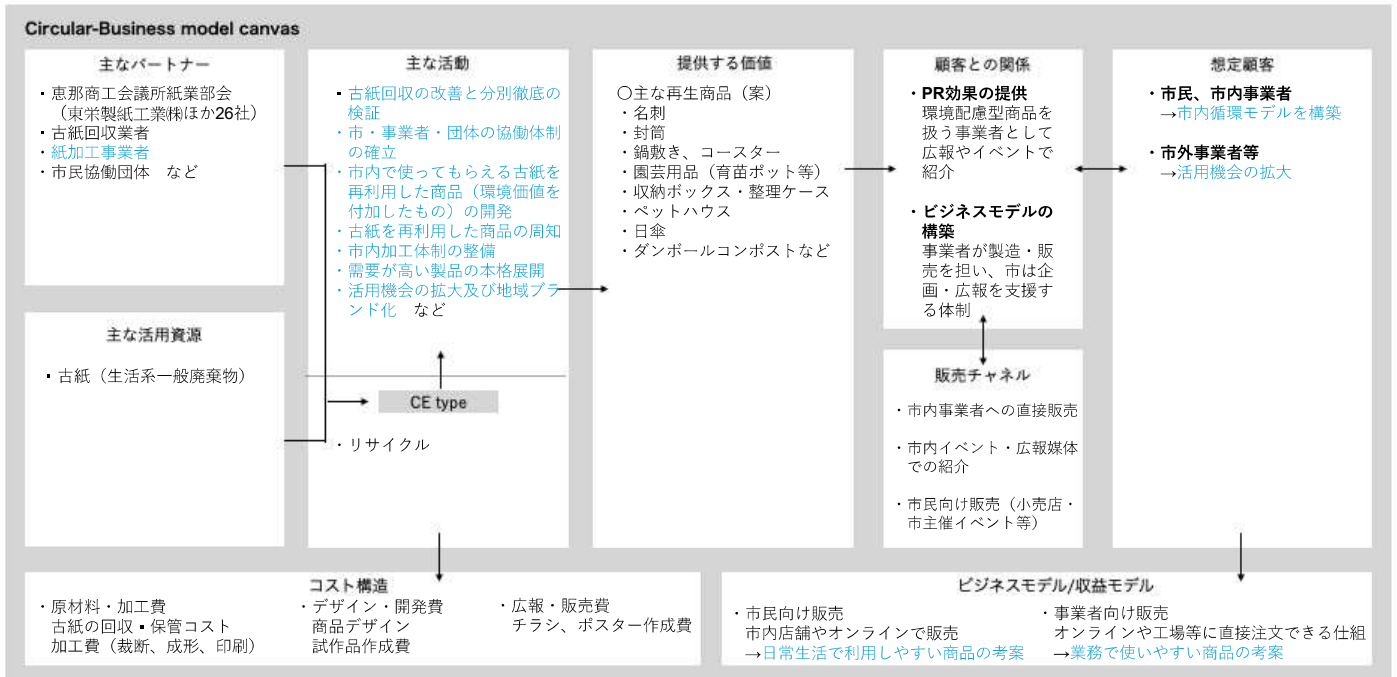 Circular-Business model canvas
主なパートナー
・恵那商工会議所紙業部会
（東栄製紙工業㈱ほか26社）
・古紙回収業者
・紙加工事業者
・市民協働団体　など
主な活用資源
・古紙（生活系一般廃棄物）
主な活動
・古紙回収の改善と分別徹底の
検証
・市・事業者・団体の協働体制
の確立
・市内で使ってもらえる古紙を
再利用した商品（環境価値を
付加したもの）の開発
・古紙を再利用した商品の周知
・市内加工体制の整備
・需要が高い製品の本格展開
・活用機会の拡大及び地域ブラ
ンド化　など
CE type
・リサイクル
提供する価値
〇主な再生商品（案）
・名刺
・封筒
・鍋敷き、コースター
・園芸用品（育苗ポット等）
・収納ボックス・整理ケース
・ペットハウス
・日傘
・ダンボールコンポストなど
顧客との関係
・PR効果の提供
環境配慮型商品を
扱う事業者として
広報やイベントで
紹介
・ビジネスモデルの
構築
事業者が製造・販
売を担い、市は企
画・広報を支援す
る体制
販売チャネル
・市内事業者への直接販売
・市内イベント・広報媒体
での紹介
・市民向け販売（小売店・
市主催イベント等）
想定顧客
・市民、市内事業者
→市内循環モデルを構築
・市外事業者等
→活用機会の拡大
コスト構造
・原材料・加工費
古紙の回収・保管コスト
加工費（裁断、成形、印刷）
・デザイン・開発費
商品デザイン
試作品作成費
・広報・販売費
チラシ、ポスター作成費
ビジネスモデル/収益モデル
・市民向け販売
市内店舗やオンラインで販売
→日常生活で利用しやすい商品の考案
・事業者向け販売
オンラインや工場等に直接注文できる仕組
→業務で使いやすい商品の考案